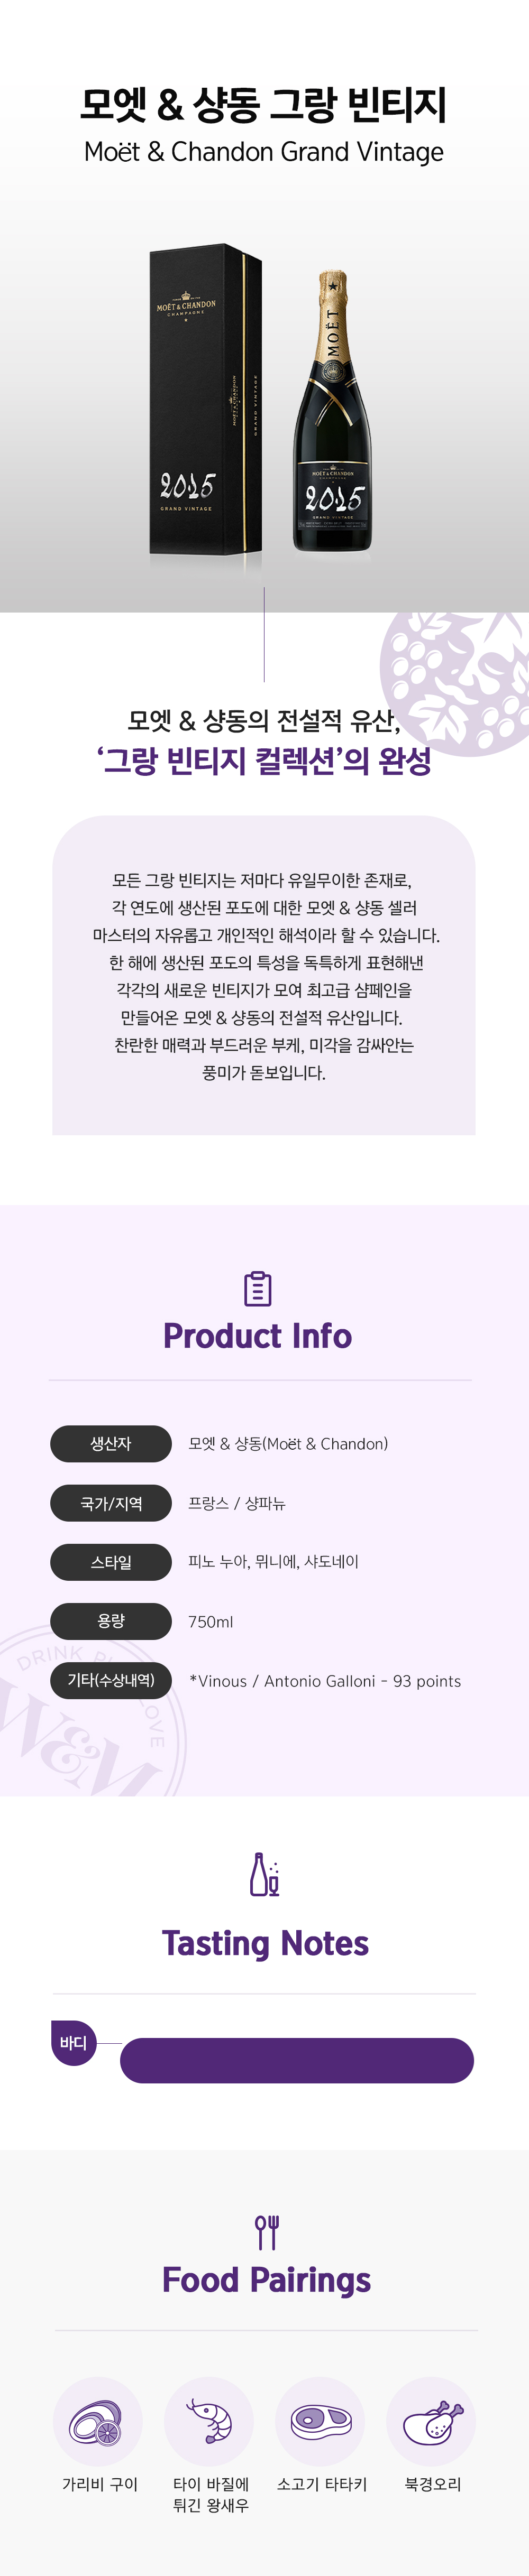 모엣 & 샹동 그랑 빈티지
Moët & Chandon Grand Vintage
MOËT & CHANDON
CHAMPAGNE
MOËT & CHANDON
GRAND VINTAGE
2015
GRAND VINTAGE
MOËT
MOËT & CHANDON
CHAMPAGNE
2015
GRAND VINTAGE
모엣 & 샹동의 전설적 유산,
‘그랑 빈티지 컬렉션’의 완성
모든 그랑 빈티지는 저마다 유일무이한 존재로,
각 연도에 생산된 포도에 대한 모엣 & 샹동 셀러
마스터의 자유롭고 개인적인 해석이라 할 수 있습니다.
한 해에 생산된 포도의 특성을 독특하게 표현해낸
각각의 새로운 빈티지가 모여 최고급 샴페인을
만들어온 모엣 & 샹동의 전설적 유산입니다.
찬란한 매력과 부드러운 부케, 미각을 감싸안는
풍미가 돋보입니다.
Product Info
생산자 모엣 & 샹동(Moët & Chandon)
국가/지역 프랑스 / 샹파뉴
스타일 피노 누아, 뮈니에, 샤도네이
용량 750ml
기타(수상내역) *Vinous / Antonio Galloni - 93 points
DRINK
LOVE
W&M
Tasting Notes
바디
Food Pairings
가리비 구이
타이 바질에
튀긴 왕새우
소고기 타타키
북경오리